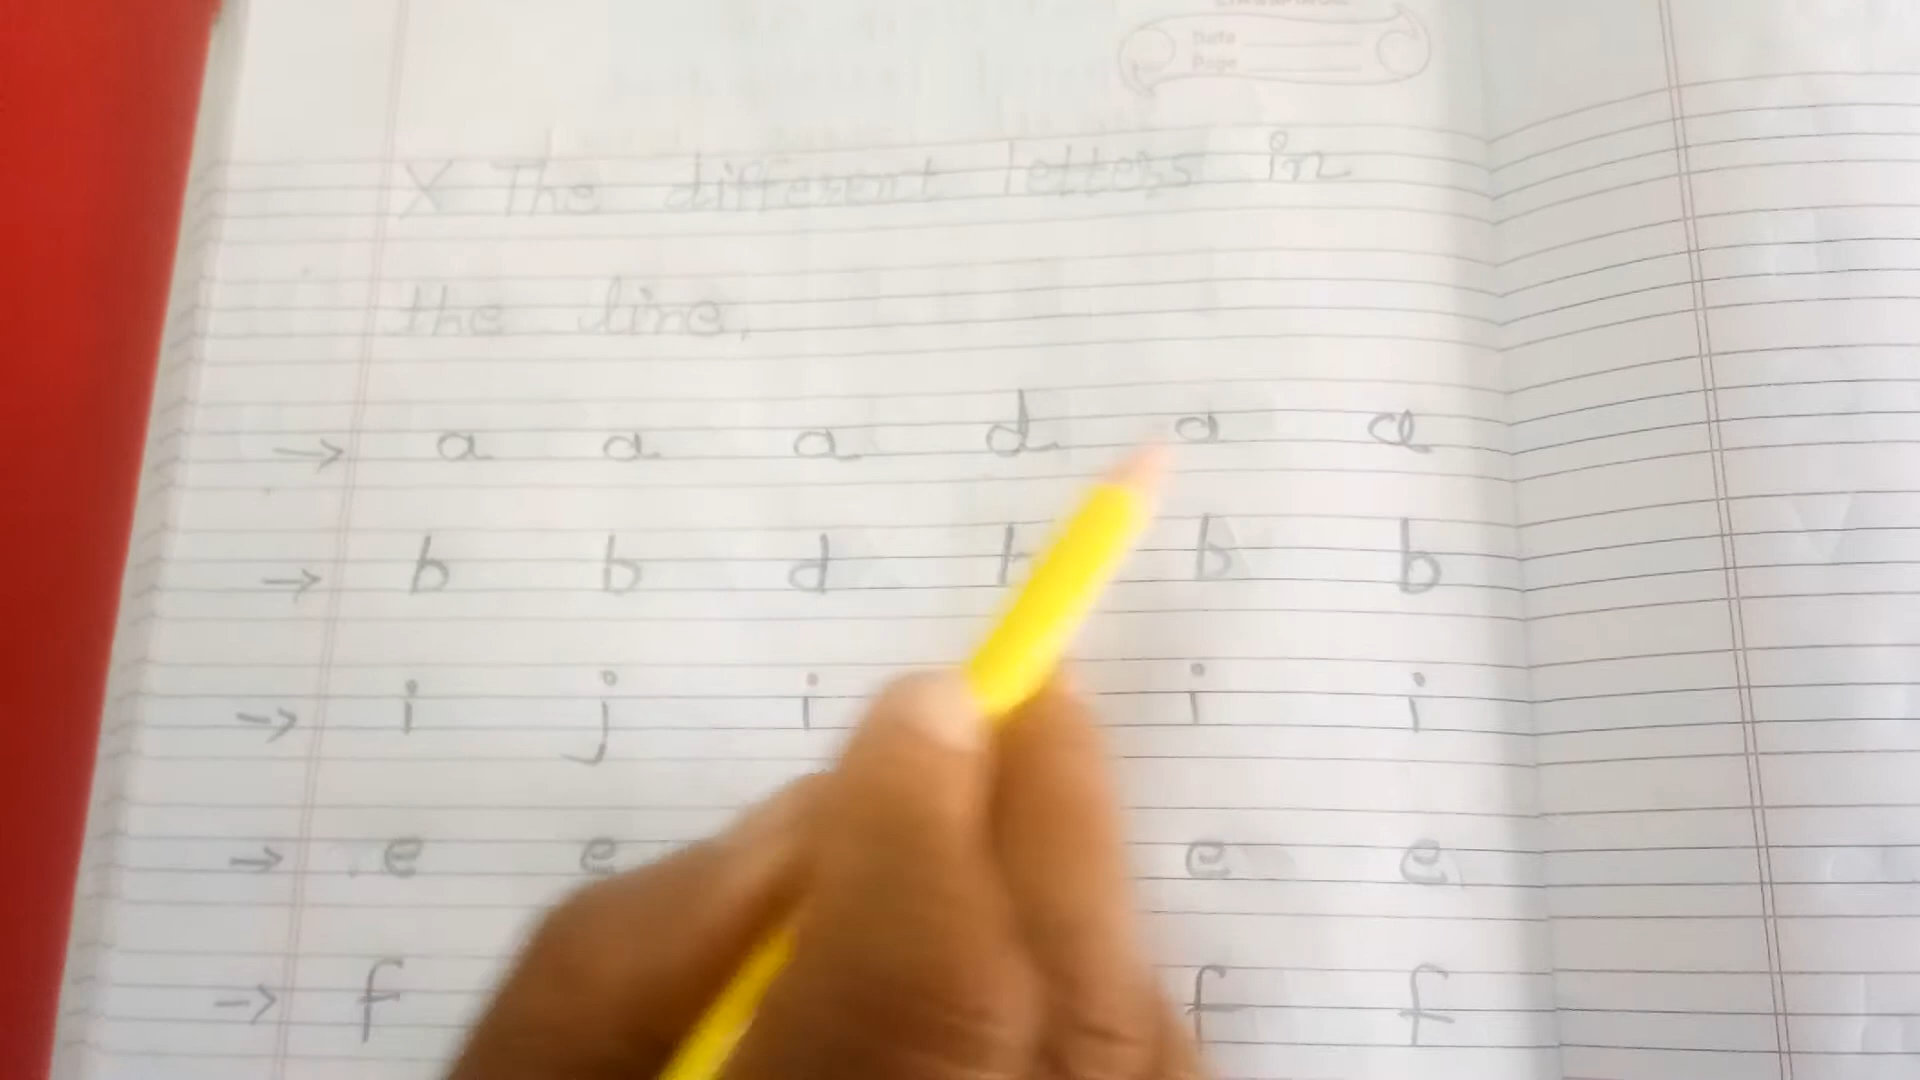 Date
Page
X The different letters in
the line.
→ a a a d a a
→ b b d b b
→ i j i i i
→ e e e e
→ f f f